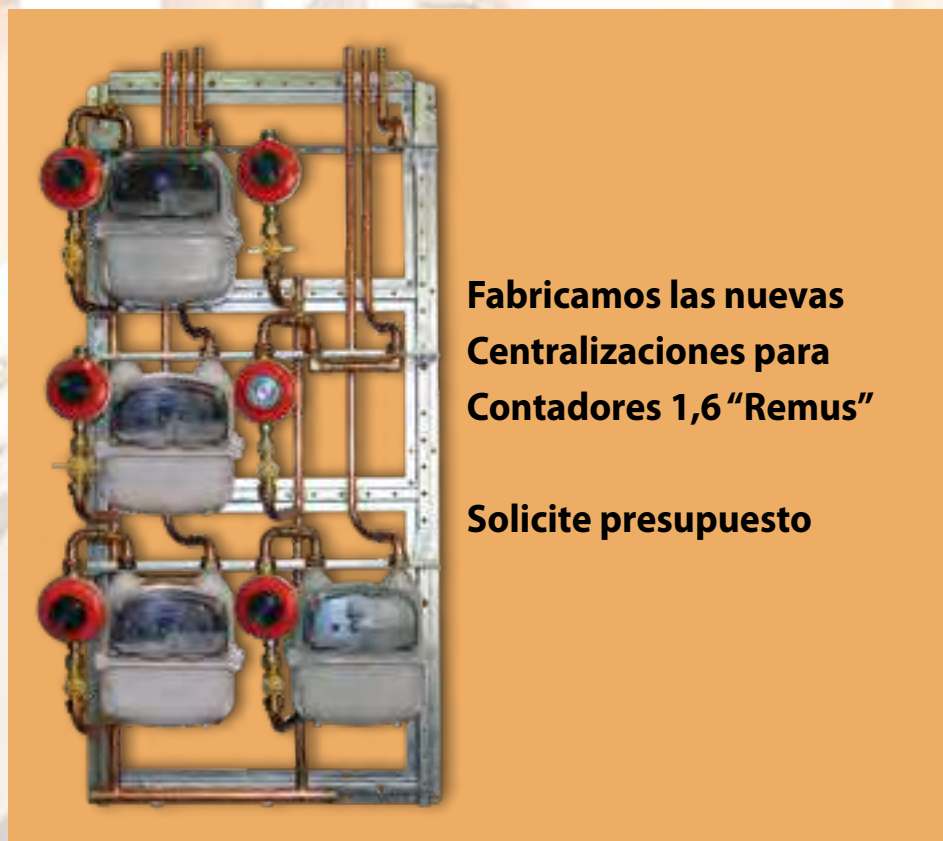 Fabricamos las nuevas
Centralizaciones para
Contadores 1,6 “Remus”
Solicite presupuesto